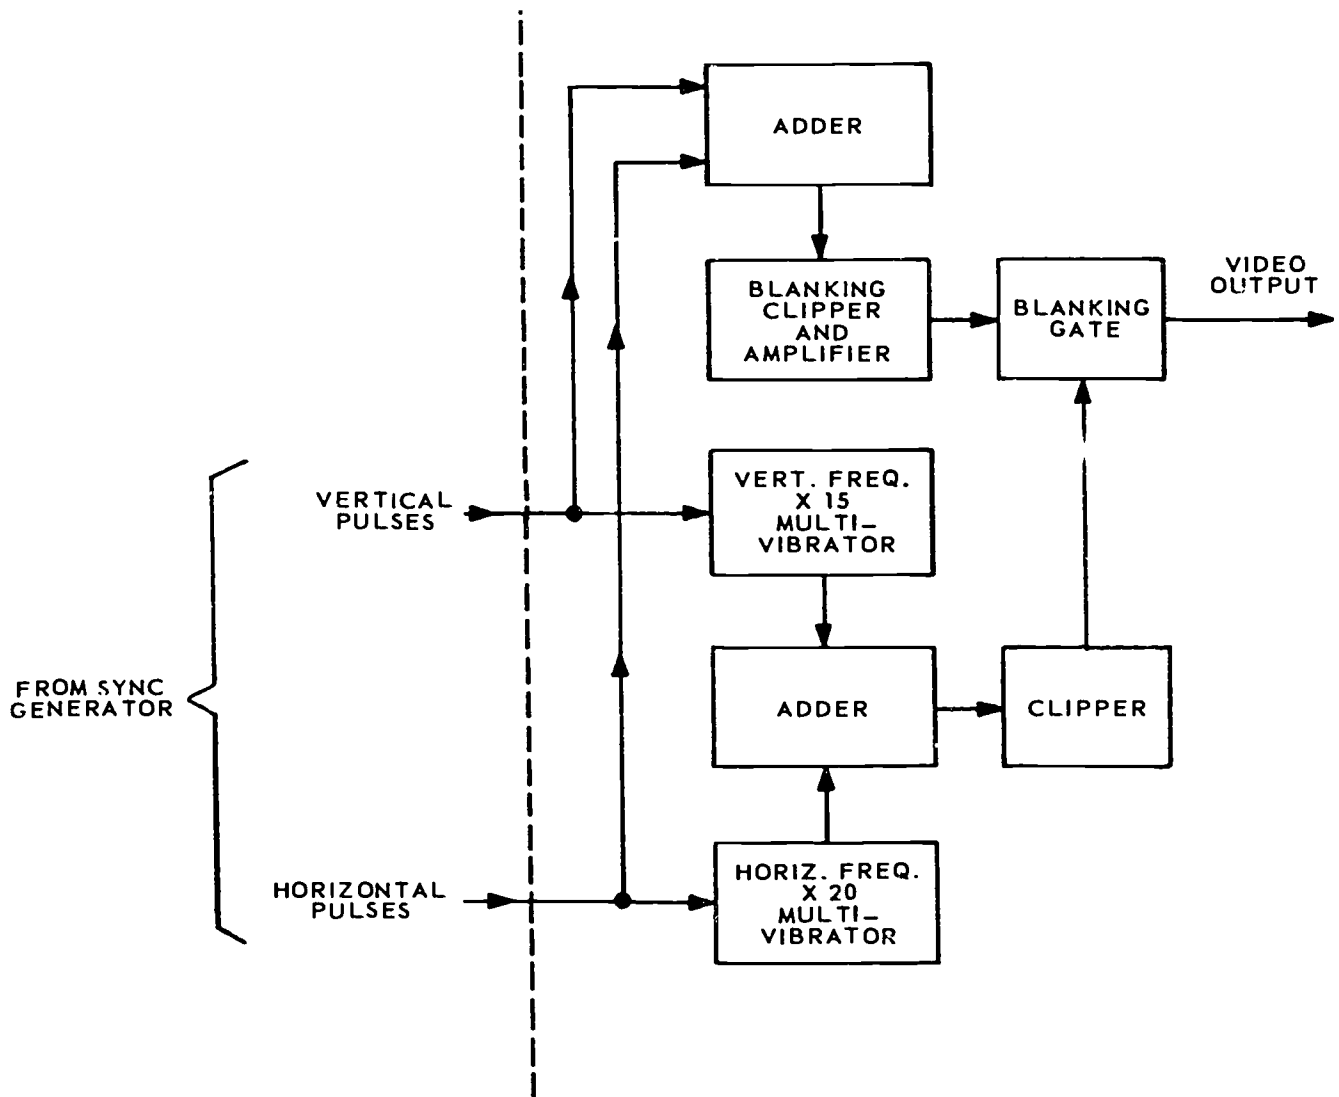 ADDER
VIDEO
OUTPUT
BLANKING
CLIPPER
AND
AMPLIFIER
BLANKING
GATE
VERTICAL
PULSES
VERT. FREQ.
X 15
MULTI-
VIBRATOR
FROM SYNC
GENERATOR
ADDER
CLIPPER
HORIZONTAL
PULSES
HORIZ. FREQ.
X 20
MULTI-
VIBRATOR